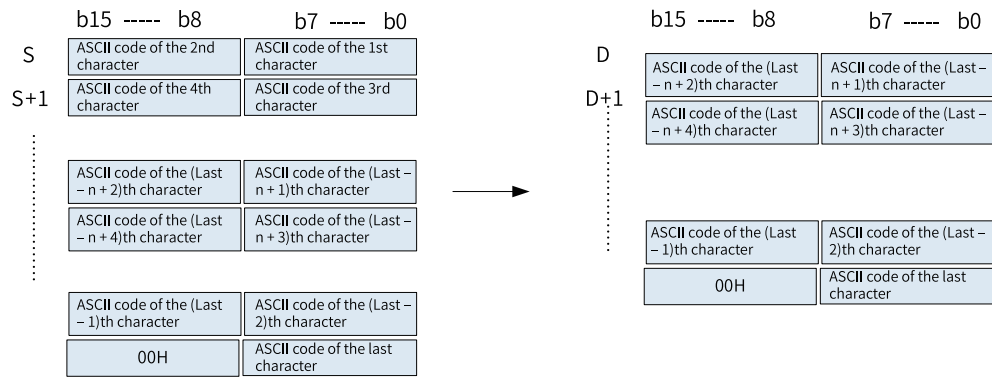 b15 ----- b8
b7 ----- b0
S
ASCII code of the 2nd
character
ASCII code of the 1st
character
S+1
ASCII code of the 4th
character
ASCII code of the 3rd
character
ASCII code of the (Last
– n + 2)th character
ASCII code of the (Last –
n + 1)th character
ASCII code of the (Last
– n + 4)th character
ASCII code of the (Last –
n + 3)th character
ASCII code of the (Last
– 1)th character
ASCII code of the (Last –
2)th character
00H
ASCII code of the last
character
b15 ----- b8
b7 ----- b0
D
ASCII code of the (Last
– n + 2)th character
ASCII code of the (Last –
n + 1)th character
D+1
ASCII code of the (Last
– n + 4)th character
ASCII code of the (Last –
n + 3)th character
ASCII code of the (Last
– 1)th character
ASCII code of the (Last –
2)th character
00H
ASCII code of the last
character